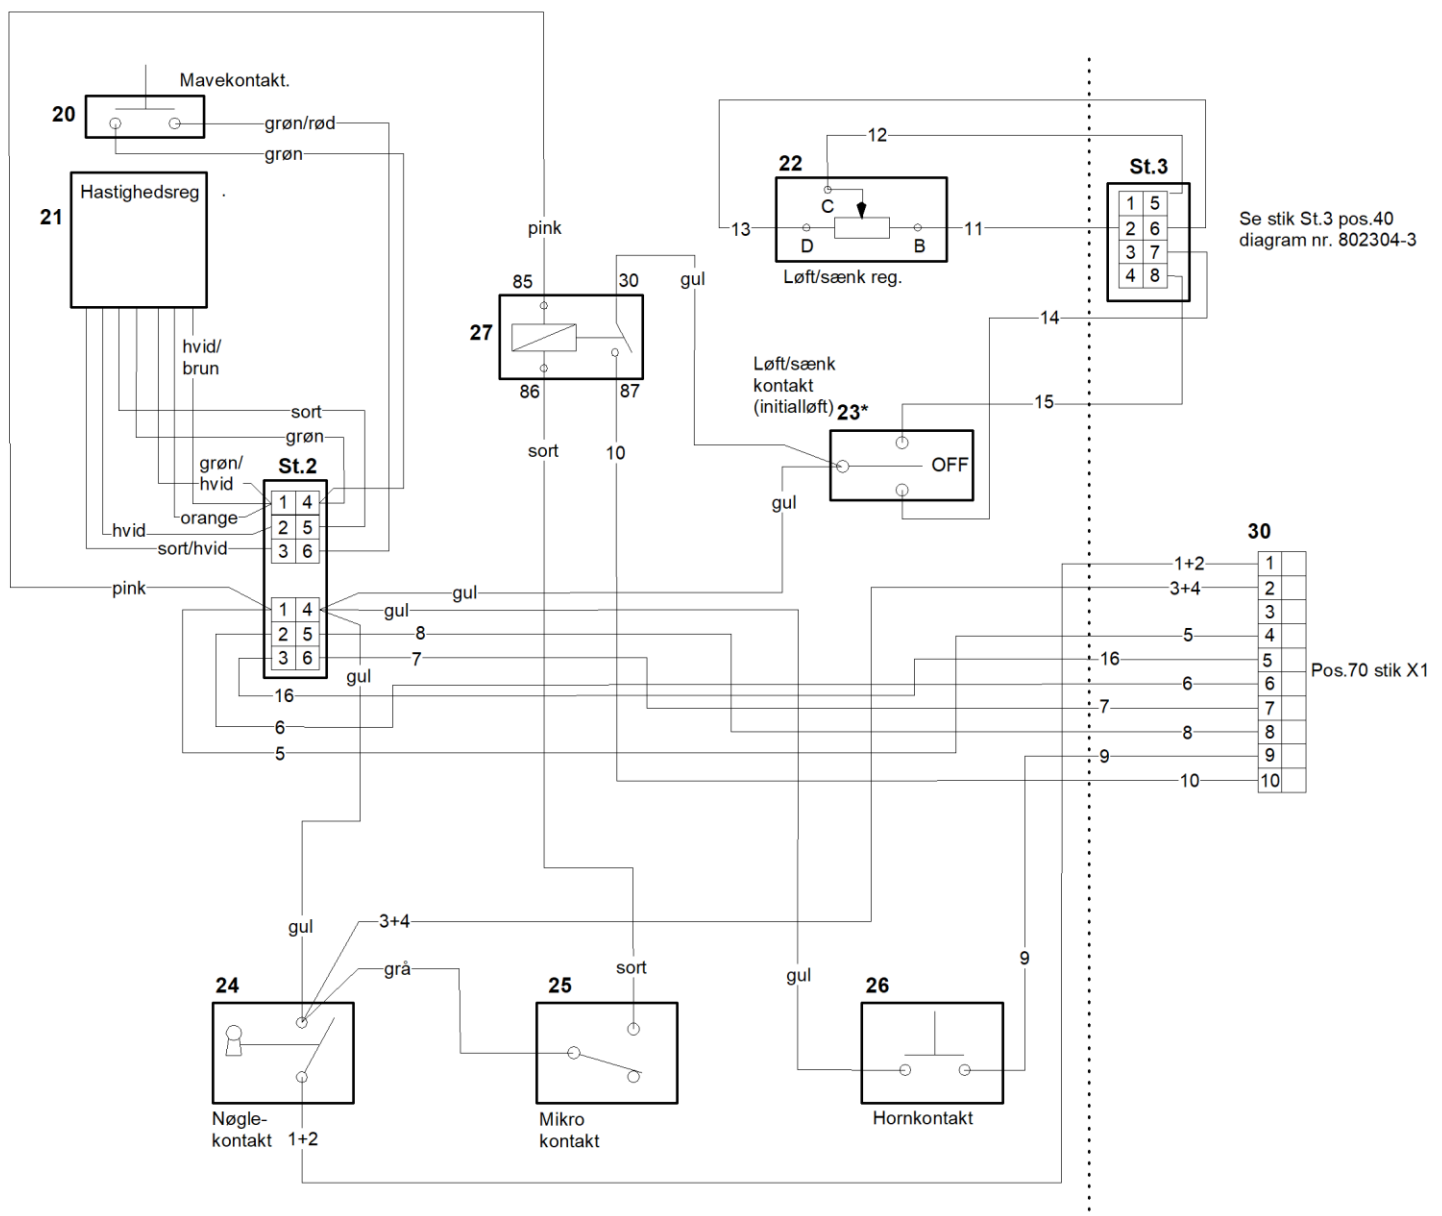 Mavekontakt.
20
grøn/rød
grøn
12
22
St.3
Hastighedsreg
.
21
C
1 5
2 6
3 7
4 8
Se stik St.3 pos.40
diagram nr. 802304-3
pink
13
D
B
11
Løft/sænk reg.
85
30
gul
27
14
hvid/
brun
86
87
Løft/sænk
kontakt
(initialløft)
23*
15
sort
grøn
sort
10
OFF
grøn/
hvid
St.2
gul
1 4
2 5
3 6
orange
hvid
sort/hvid
30
1+2
1
pink
gul
3+4
2
gul
3
1 4
2 5
3 6
8
5
4
7
16
5
gul
Pos.70 stik X1
16
6
6
7
7
6
8
8
5
9
9
10
10
3+4
gul
9
grå
sort
gul
24
25
26
Nøgle-
kontakt
1+2
Mikro
kontakt
Hornkontakt